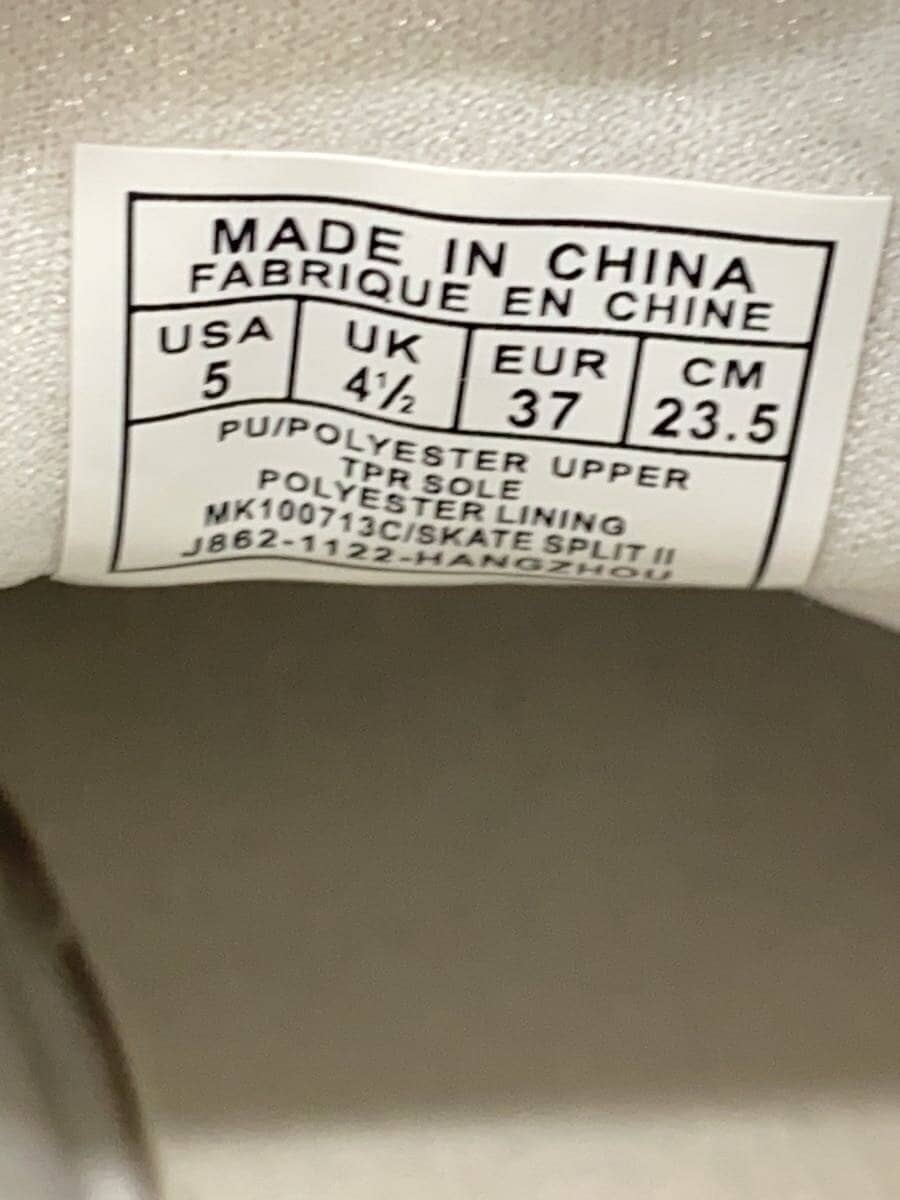 MADE IN CHINA
FABRIQUE EN CHINE
USA UK EUR CM
5 4½ 37 23.5
PU/POLYESTER UPPER
TPR SOLE
POLYESTER LINING
MK100713C/SKATE SPLIT II
J862-1122-HANGZHOU